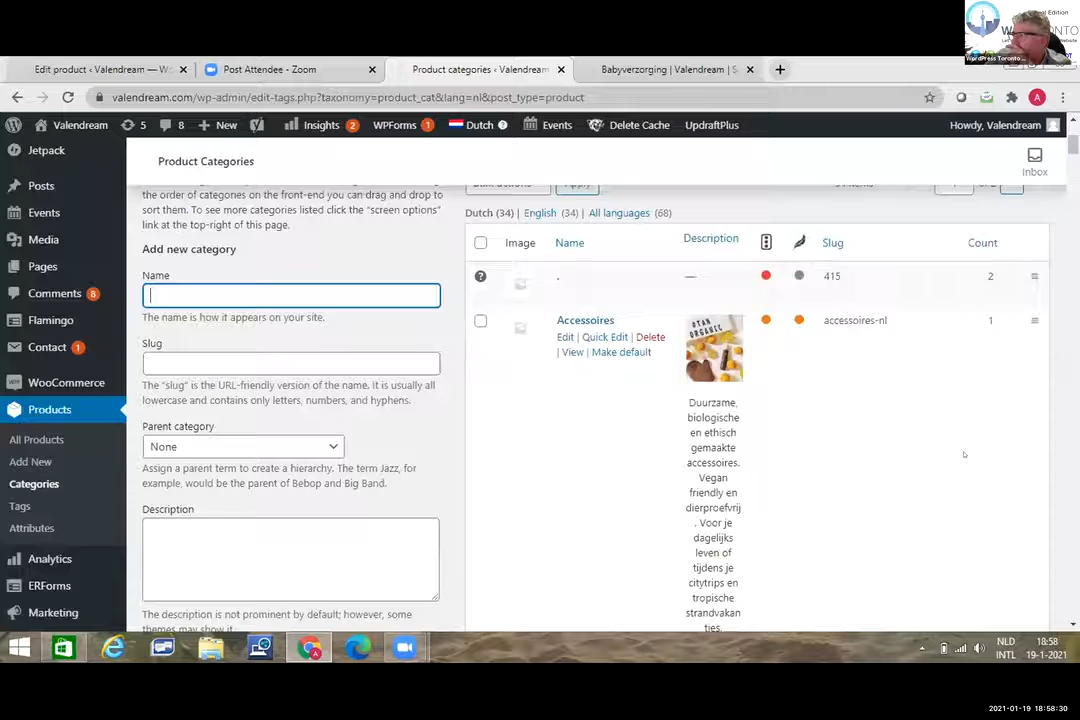 Edit product ‹ Valendream — W
Post Attendee - Zoom
Product categories ‹ Valendream
Babyverzorging | Valendream | S
WordPress Toronto ...
valendream.com/wp-admin/edit-tags.php?taxonomy=product_cat&lang=nl&post_type=product
Valendream
5
8
New
Insights 2
WPForms 1
Dutch
Events
Delete Cache
UpdraftPlus
Howdy, Valendream
Jetpack
Posts
Events
Media
Pages
Comments 8
Flamingo
Contact 1
WooCommerce
Products
All Products
Add New
Categories
Tags
Attributes
Analytics
ERForms
Marketing
Product Categories
Inbox
the order of categories on the front-end you can drag and drop to
sort them. To see more categories listed click the "screen options"
link at the top-right of this page.
Add new category
Name
The name is how it appears on your site.
Slug
The "slug" is the URL-friendly version of the name. It is usually all
lowercase and contains only letters, numbers, and hyphens.
Parent category
None
Assign a parent term to create a hierarchy. The term Jazz, for
example, would be the parent of Bebop and Big Band.
Description
The description is not prominent by default; however, some
themes may show it.
Apply
Dutch (34) | English (34) | All languages (68)
Image
Name
Description
Slug
Count
.
—
415
2
Accessoires
Edit | Quick Edit | Delete
| View | Make default
#TAN
ORGANIC
accessoires-nl
1
Duurzame,
biologische
en ethisch
gemaakte
accessoires.
Vegan
friendly en
dierproefvrij
. Voor je
dagelijks
leven of
tijdens je
citytrips en
tropische
strandvakan
ties.
NLD
INTL
18:58
19-1-2021
2021-01-19 18:58:30